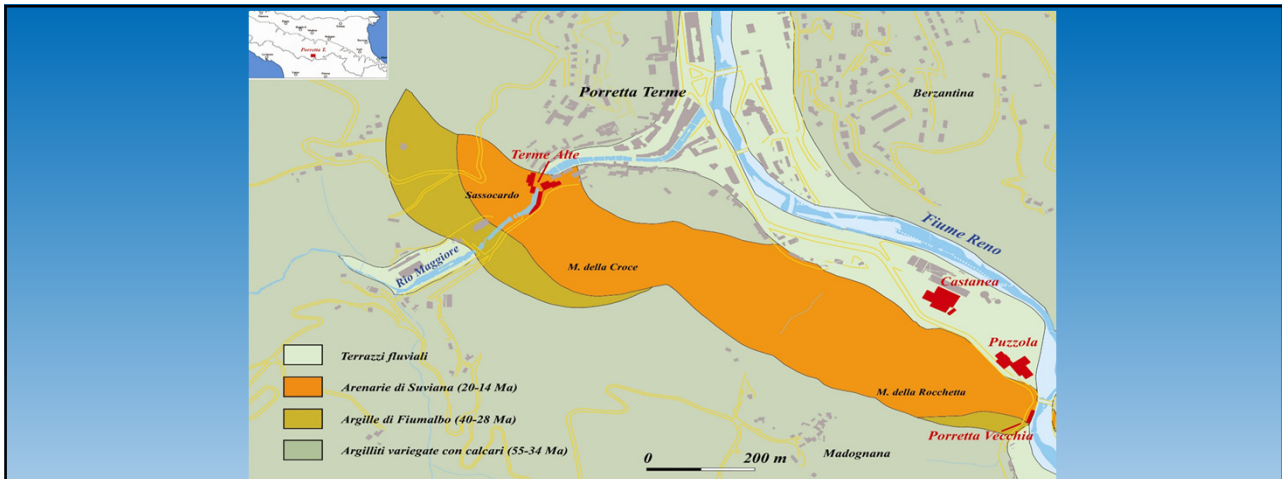 Porretta T.
Porretta Terme
Berzantina
Terme Alte
Sassocardo
Fiume Reno
Rio Maggiore
M. della Croce
Castanea
Puzzola
Terrazzi fluviali
Arenarie di Suviana (20-14 Ma)
M. della Rocchetta
Argille di Fiumalbo (40-28 Ma)
Porretta Vecchia
Argilliti variegate con calcari (55-34 Ma)
Madognana
0 200 m